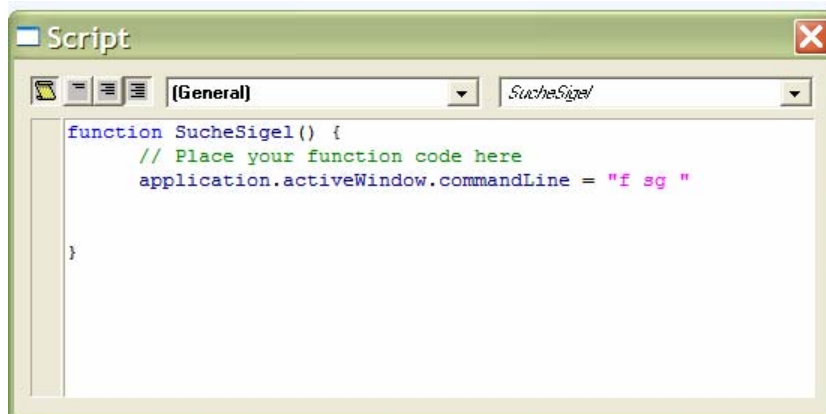 Script
(General) SucheSigel
function SucheSigel() {
// Place your function code here
application.activeWindow.commandLine = "f sg "
}